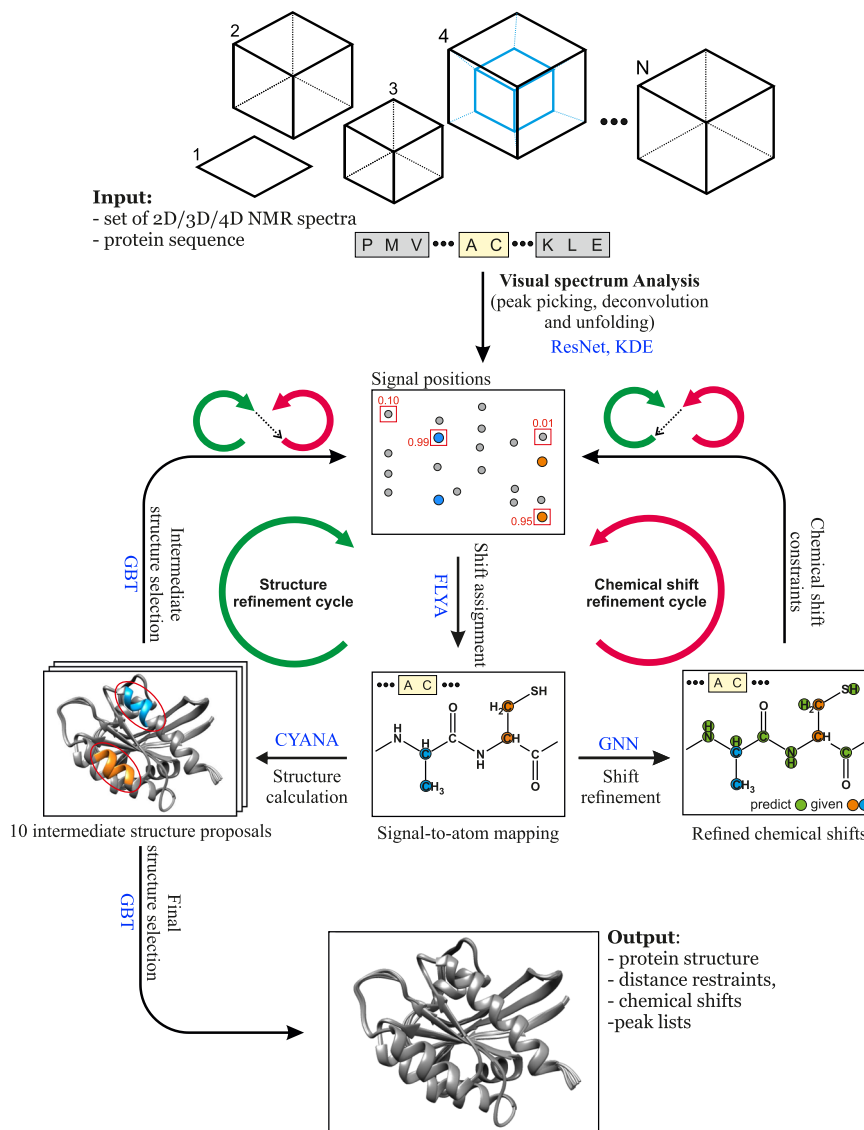 2
4
3
N
1
Input:
- set of 2D/3D/4D NMR spectra
- protein sequence
P M V ••• A C ••• K L E
Visual spectrum Analysis
(peak picking, deconvolution
and unfolding)
ResNet, KDE
Signal positions
0.10
0.99
0.01
0.95
Intermediate
structure selection
GBT
Structure
refinement cycle
Shift assignment
FLYA
Chemical shift
refinement cycle
Chemical shift
constraints
••• A C •••
H2C
SH
O
N
H
H
C
N
H
CH
CH3
O
••• A C •••
H2C
SH
O
H
N
H
C
N
H
CH
CH3
O
predict given
CYANA
Structure
calculation
GNN
Shift
refinement
10 intermediate structure proposals
Signal-to-atom mapping
Refined chemical shifts
Final
structure selection
GBT
Output:
- protein structure
- distance restraints,
- chemical shifts
-peak lists